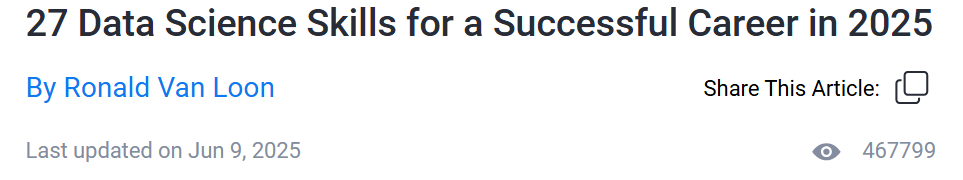 27 Data Science Skills for a Successful Career in 2025
By Ronald Van Loon
Share This Article:
Last updated on Jun 9, 2025
467799